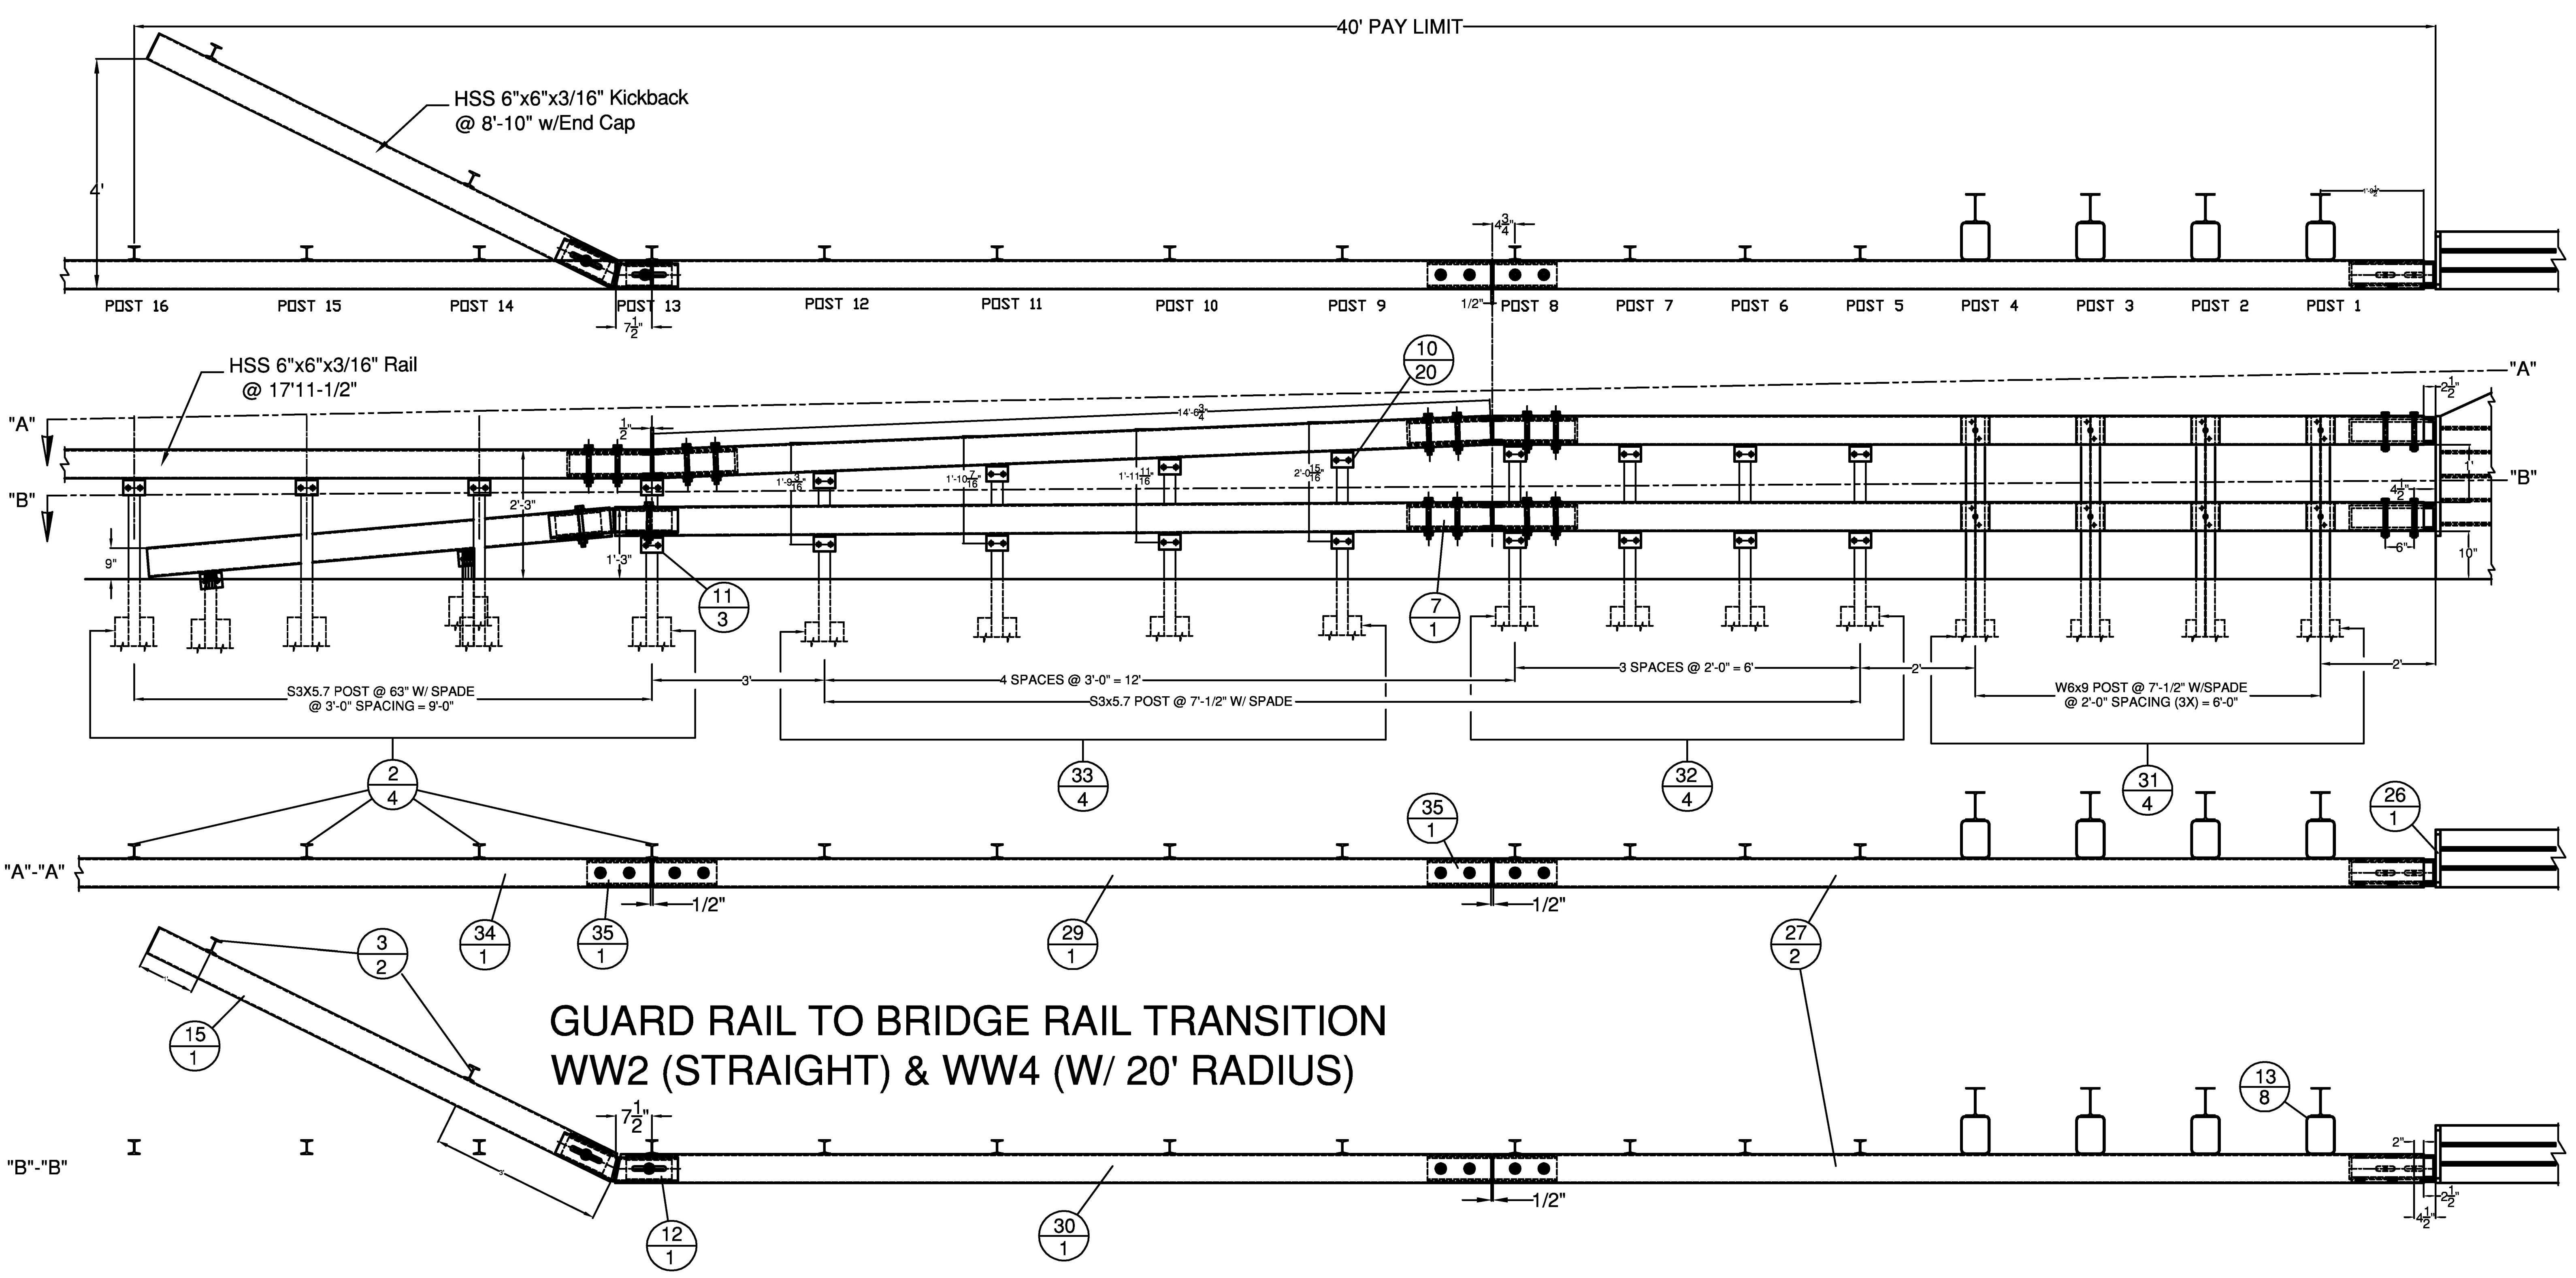 40' PAY LIMIT
HSS 6"x6"x3/16" Kickback
@ 8'-10" w/End Cap
4'
1'-9 1/2"
4 3/4"
POST 16
POST 15
POST 14
POST 13
POST 12
POST 11
POST 10
POST 9
1/2"
POST 8
POST 7
POST 6
POST 5
POST 4
POST 3
POST 2
POST 1
7 1/2"
HSS 6"x6"x3/16" Rail
@ 17'11-1/2"
10
20
"A"
"A"
2 1/2"
14'-6 3/4"
1/2"
"B"
"B"
2'-3"
1'-9 3/16"
1'-10 7/16"
1'-11 11/16"
2'-0 15/16"
1'
4 1/2"
6"
10"
9"
1'-3"
11
3
7
1
3'
4 SPACES @ 3'-0" = 12'
3 SPACES @ 2'-0" = 6'
2'
2'
S3X5.7 POST @ 63" W/ SPADE
@ 3'-0" SPACING = 9'-0"
S3x5.7 POST @ 7'-1/2" W/ SPADE
W6x9 POST @ 7'-1/2" W/SPADE
@ 2'-0" SPACING (3X) = 6'-0"
2
4
33
4
32
4
31
4
35
1
26
1
"A"-"A"
1/2"
1/2"
34
1
35
1
29
1
27
2
3
2
1'
15
1
GUARD RAIL TO BRIDGE RAIL TRANSITION
WW2 (STRAIGHT) & WW4 (W/ 20' RADIUS)
13
8
7 1/2"
"B"-"B"
3'
2"
2 1/2"
4 1/2"
1/2"
12
1
30
1